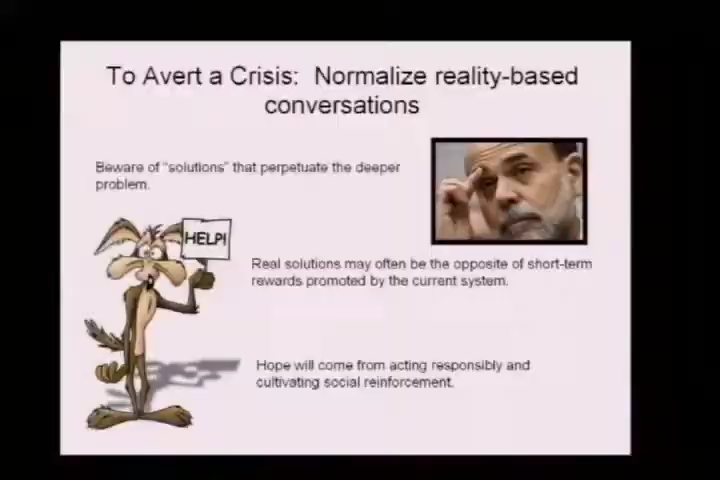 To Avert a Crisis: Normalize reality-based
conversations
Beware of "solutions" that perpetuate the deeper
problem.
HELP!
Real solutions may often be the opposite of short-term
rewards promoted by the current system.
Hope will come from acting responsibly and
cultivating social reinforcement.